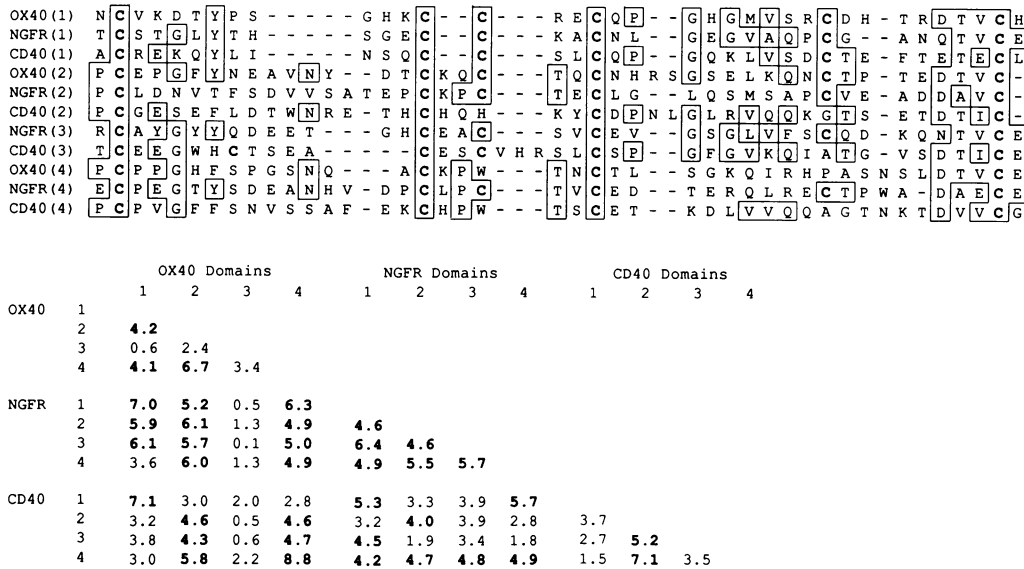 OX40(1) N C V K D T Y P S - - - - - G H K C - - C - - - R E C Q P - - G H G M V S R C D H - T R D T V C H
NGFR(1) T C S T G L Y T H - - - - - S G E C - - C - - - K A C N L - - G E G V A Q P C G - - A N Q T V C E
CD40(1) A C R E K Q Y L I - - - - - N S Q C - - C - - - S L C Q P - - G Q K L V S D C T E - F T E T E C L
OX40(2) P C E P G F Y N E A V N Y - - D T C K Q C - - - T Q C N H R S G S E L K Q N C T P - T E D T V C -
NGFR(2) P C L D N V T F S D V V S A T E P C K P C - - - T E C L G - - L Q S M S A P C V E - A D D A V C -
CD40(2) P C G E S E F L D T W N R E - T H C H Q H - - - K Y C D P N L G L R V Q Q K G T S - E T D T I C -
NGFR(3) R C A Y G Y Y Q D E E T - - - G H C E A C - - - S V C E V - - G S G L V F S C Q D - K Q N T V C E
CD40(3) T C E E G W H C T S E A - - - - - C E S C V H R S L C S P - - G F G V K Q I A T G - V S D T I C E
OX40(4) P C P P G H F S P G S N Q - - - A C K P W - - - T N C T L - - S G K Q I R H P A S N S L D T V C E
NGFR(4) E C P E G T Y S D E A N H V - D P C L P C - - - T V C E D - - T E R Q L R E C T P W A - D A E C E
CD40(4) P C P V G F F S N V S S A F - E K C H P W - - - T S C E T - - K D L V V Q Q A G T N K T D V V C G
OX40 Domains NGFR Domains CD40 Domains
1 2 3 4 1 2 3 4 1 2 3 4
OX40 1
2 4.2
3 0.6 2.4
4 4.1 6.7 3.4
NGFR 1 7.0 5.2 0.5 6.3
2 5.9 6.1 1.3 4.9 4.6
3 6.1 5.7 0.1 5.0 6.4 4.6
4 3.6 6.0 1.3 4.9 4.9 5.5 5.7
CD40 1 7.1 3.0 2.0 2.8 5.3 3.3 3.9 5.7
2 3.2 4.6 0.5 4.6 3.2 4.0 3.9 2.8 3.7
3 3.8 4.3 0.6 4.7 4.5 1.9 3.4 1.8 2.7 5.2
4 3.0 5.8 2.2 8.8 4.2 4.7 4.8 4.9 1.5 7.1 3.5